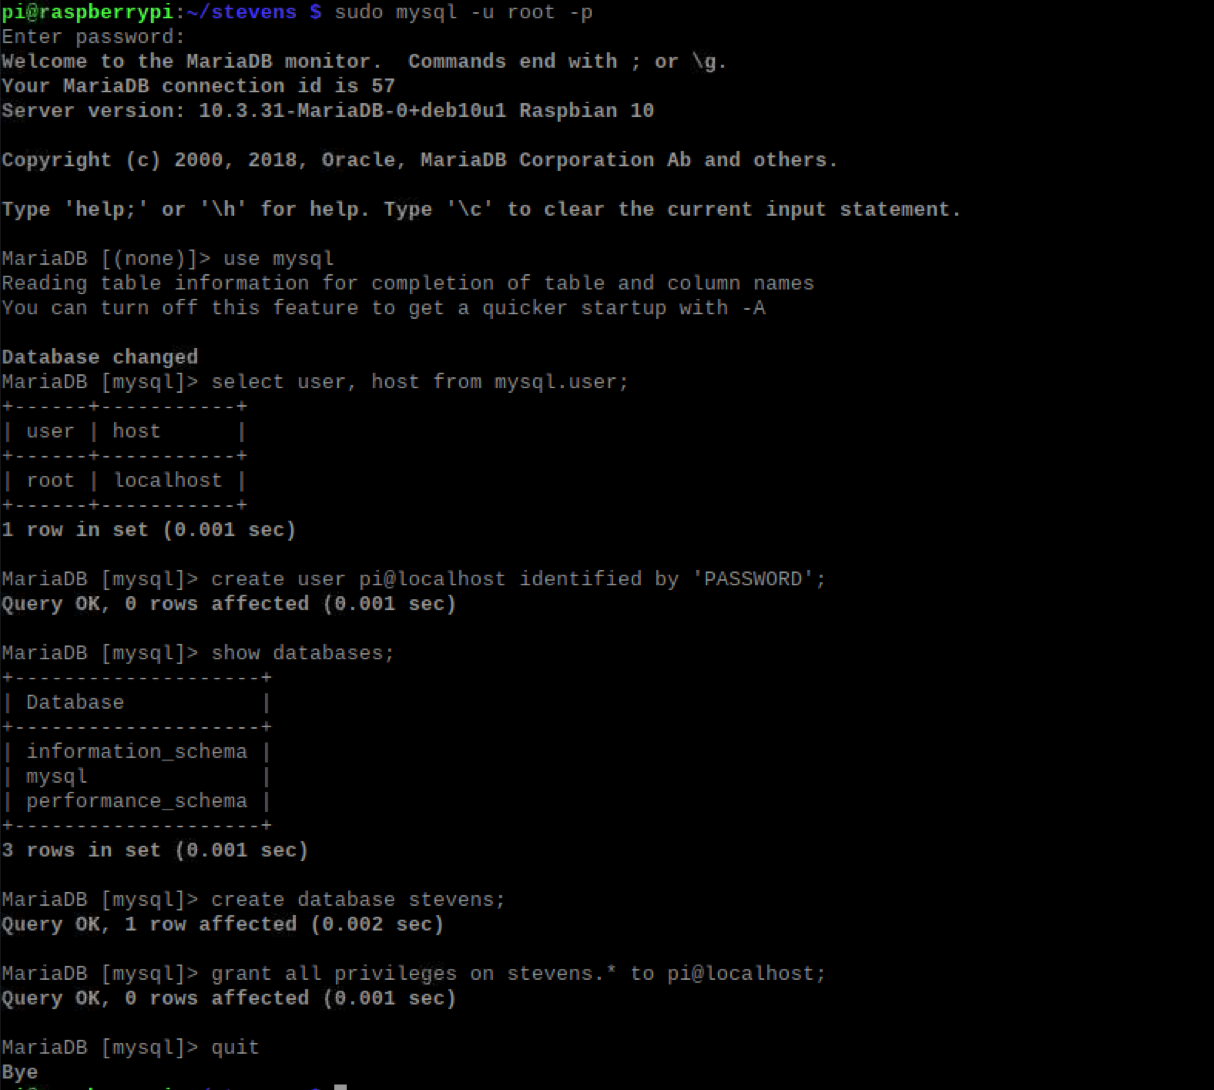 pi@raspberrypi:~/stevens $ sudo mysql -u root -p
Enter password:
Welcome to the MariaDB monitor.  Commands end with ; or \g.
Your MariaDB connection id is 57
Server version: 10.3.31-MariaDB-0+deb10u1 Raspbian 10

Copyright (c) 2000, 2018, Oracle, MariaDB Corporation Ab and others.

Type 'help;' or '\h' for help. Type '\c' to clear the current input statement.

MariaDB [(none)]> use mysql
Reading table information for completion of table and column names
You can turn off this feature to get a quicker startup with -A

Database changed
MariaDB [mysql]> select user, host from mysql.user;
+------+-----------+
| user | host      |
+------+-----------+
| root | localhost |
+------+-----------+
1 row in set (0.001 sec)

MariaDB [mysql]> create user pi@localhost identified by 'PASSWORD';
Query OK, 0 rows affected (0.001 sec)

MariaDB [mysql]> show databases;
+--------------------+
| Database           |
+--------------------+
| information_schema |
| mysql              |
| performance_schema |
+--------------------+
3 rows in set (0.001 sec)

MariaDB [mysql]> create database stevens;
Query OK, 1 row affected (0.002 sec)

MariaDB [mysql]> grant all privileges on stevens.* to pi@localhost;
Query OK, 0 rows affected (0.001 sec)

MariaDB [mysql]> quit
Bye